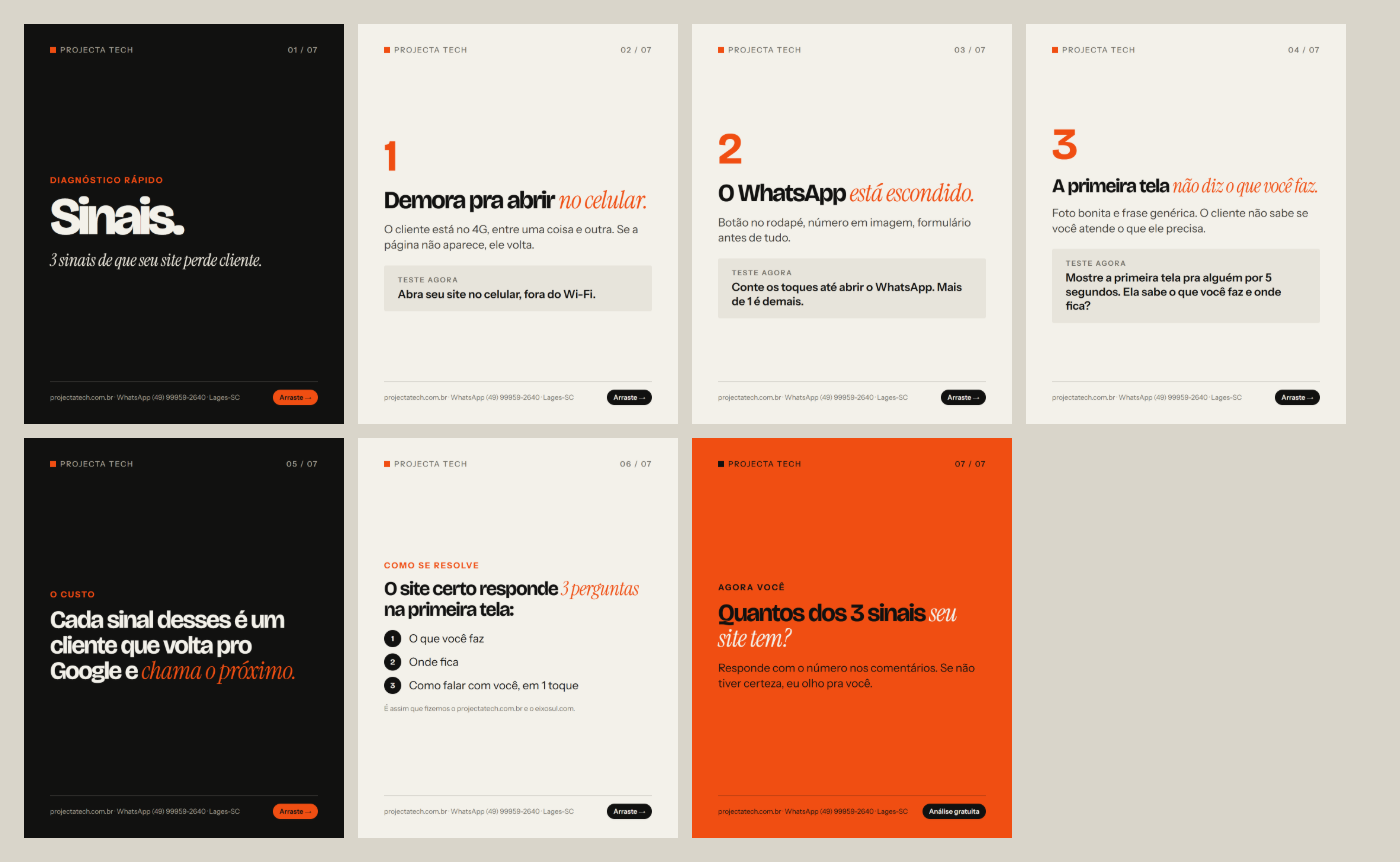 PROJECTA TECH
01 / 07
DIAGNÓSTICO RÁPIDO
Sinais.
3 sinais de que seu site perde cliente.
projectatech.com.br · WhatsApp (49) 99959-2640 · Lages-SC
Arraste →
PROJECTA TECH
02 / 07
1
Demora pra abrir no celular.
O cliente está no 4G, entre uma coisa e outra. Se a
página não aparece, ele volta.
TESTE AGORA
Abra seu site no celular, fora do Wi-Fi.
projectatech.com.br · WhatsApp (49) 99959-2640 · Lages-SC
Arraste →
PROJECTA TECH
03 / 07
2
O WhatsApp está escondido.
Botão no rodapé, número em imagem, formulário
antes de tudo.
TESTE AGORA
Conte os toques até abrir o WhatsApp. Mais
de 1 é demais.
projectatech.com.br · WhatsApp (49) 99959-2640 · Lages-SC
Arraste →
PROJECTA TECH
04 / 07
3
A primeira tela não diz o que você faz.
Foto bonita e frase genérica. O cliente não sabe se
você atende o que ele precisa.
TESTE AGORA
Mostre a primeira tela pra alguém por 5
segundos. Ela sabe o que você faz e onde
fica?
projectatech.com.br · WhatsApp (49) 99959-2640 · Lages-SC
Arraste →
PROJECTA TECH
05 / 07
O CUSTO
Cada sinal desses é um
cliente que volta pro
Google e chama o próximo.
projectatech.com.br · WhatsApp (49) 99959-2640 · Lages-SC
Arraste →
PROJECTA TECH
06 / 07
COMO SE RESOLVE
O site certo responde 3 perguntas
na primeira tela:
1 O que você faz
2 Onde fica
3 Como falar com você, em 1 toque
É assim que fizemos o projectatech.com.br e o eixosul.com.
projectatech.com.br · WhatsApp (49) 99959-2640 · Lages-SC
Arraste →
PROJECTA TECH
07 / 07
AGORA VOCÊ
Quantos dos 3 sinais seu
site tem?
Responde com o número nos comentários. Se não
tiver certeza, eu olho pra você.
projectatech.com.br · WhatsApp (49) 99959-2640 · Lages-SC
Análise gratuita